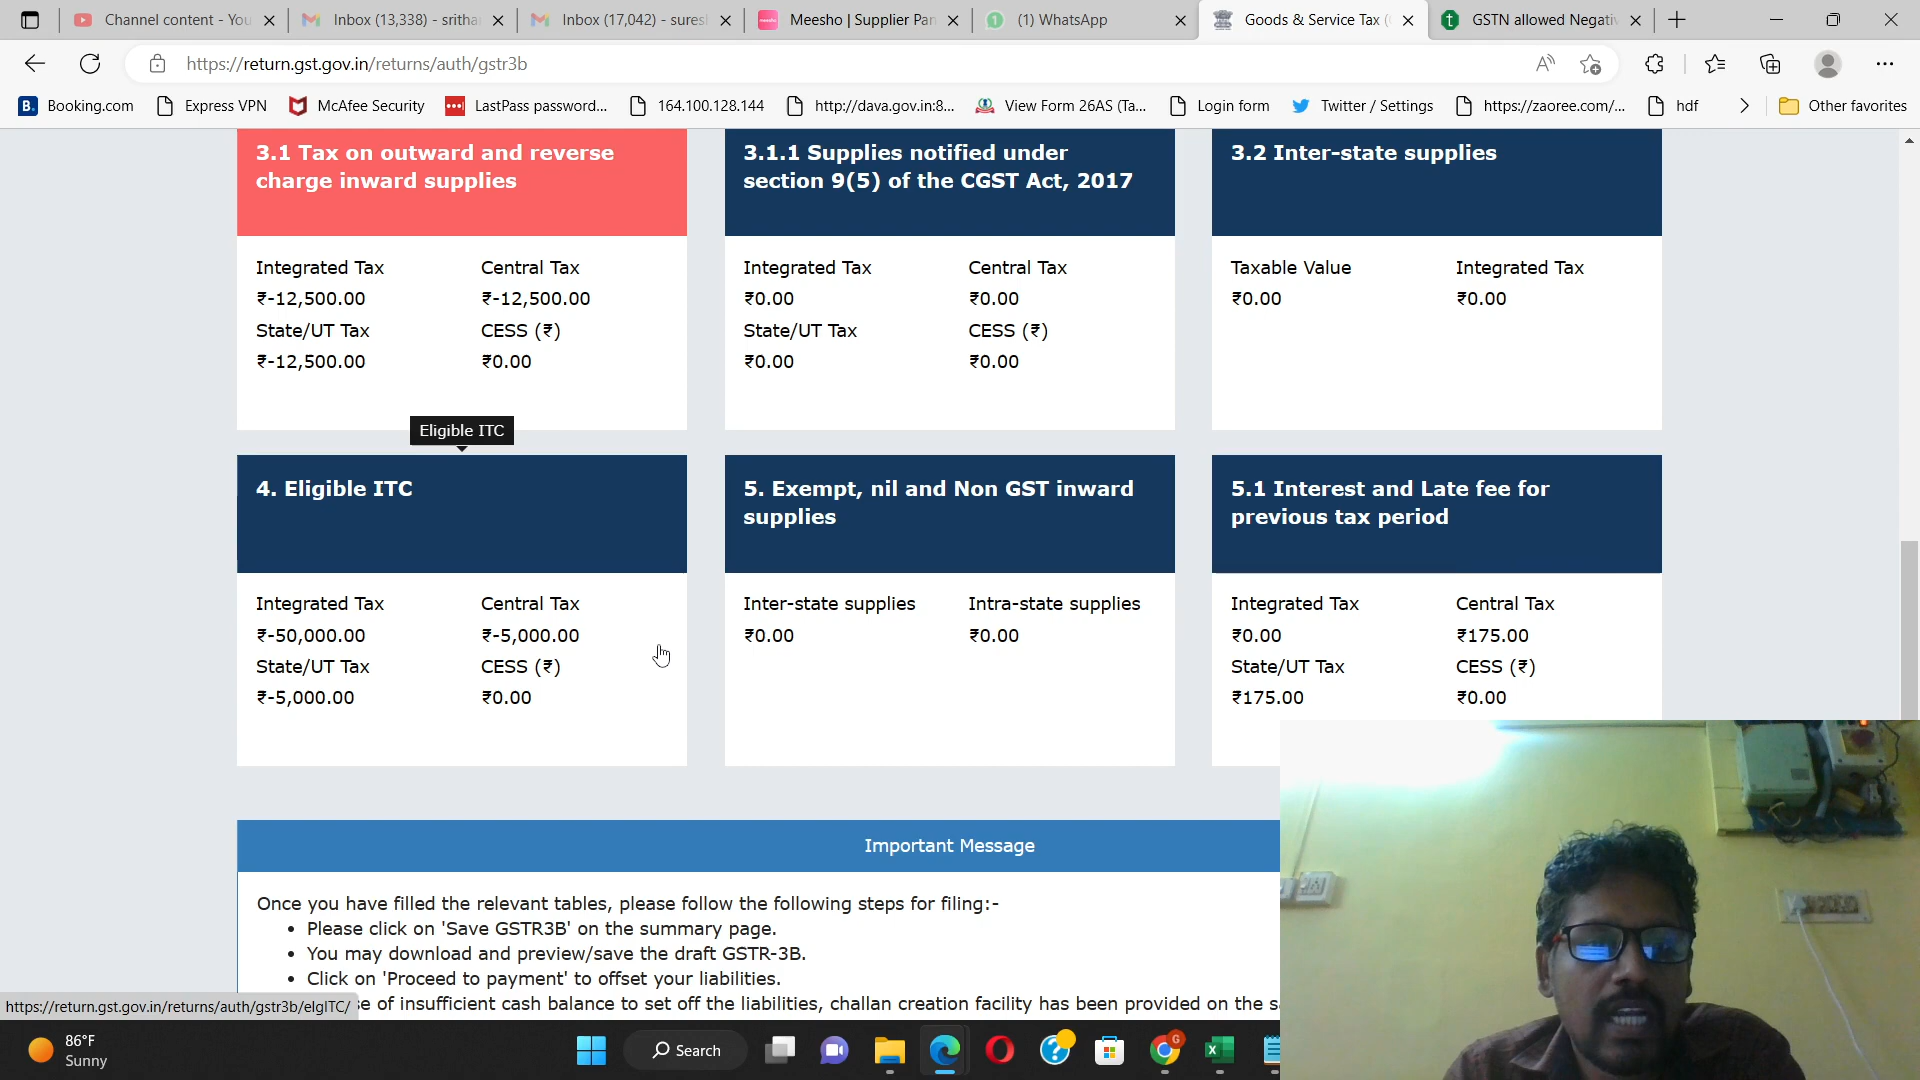 Channel content - You
Inbox (13,338) - sritha
Inbox (17,042) - sures
Meesho | Supplier Pan
(1) WhatsApp
Goods & Service Tax (
GSTN allowed Negativ
https://return.gst.gov.in/returns/auth/gstr3b
Booking.com
Express VPN
McAfee Security
LastPass password...
164.100.128.144
http://dava.gov.in:8...
View Form 26AS (Ta...
Login form
Twitter / Settings
https://zaoree.com/...
hdf
Other favorites
3.1 Tax on outward and reverse
charge inward supplies
Integrated Tax Central Tax
₹-12,500.00 ₹-12,500.00
State/UT Tax CESS (₹)
₹-12,500.00 ₹0.00
3.1.1 Supplies notified under
section 9(5) of the CGST Act, 2017
Integrated Tax Central Tax
₹0.00 ₹0.00
State/UT Tax CESS (₹)
₹0.00 ₹0.00
3.2 Inter-state supplies
Taxable Value Integrated Tax
₹0.00 ₹0.00
Eligible ITC
4. Eligible ITC
Integrated Tax Central Tax
₹-50,000.00 ₹-5,000.00
State/UT Tax CESS (₹)
₹-5,000.00 ₹0.00
5. Exempt, nil and Non GST inward
supplies
Inter-state supplies Intra-state supplies
₹0.00 ₹0.00
5.1 Interest and Late fee for
previous tax period
Integrated Tax Central Tax
₹0.00 ₹175.00
State/UT Tax CESS (₹)
₹175.00 ₹0.00
Important Message
Once you have filled the relevant tables, please follow the following steps for filing:-
• Please click on 'Save GSTR3B' on the summary page.
• You may download and preview/save the draft GSTR-3B.
• Click on 'Proceed to payment' to offset your liabilities.
se of insufficient cash balance to set off the liabilities, challan creation facility has been provided on the s
https://return.gst.gov.in/returns/auth/gstr3b/elgITC/
86°F
Sunny
Search